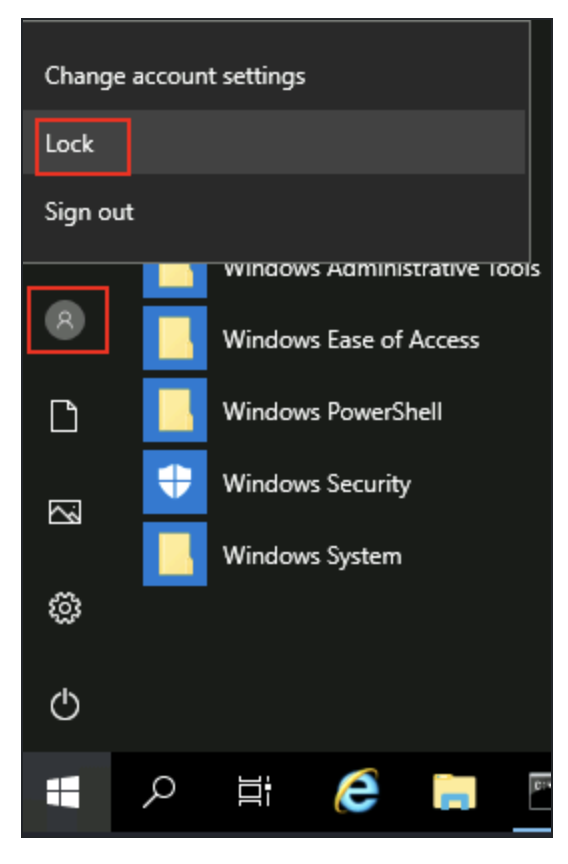 Change account settings
Lock
Sign out
Windows Administrative Tools
Windows Ease of Access
Windows PowerShell
Windows Security
Windows System